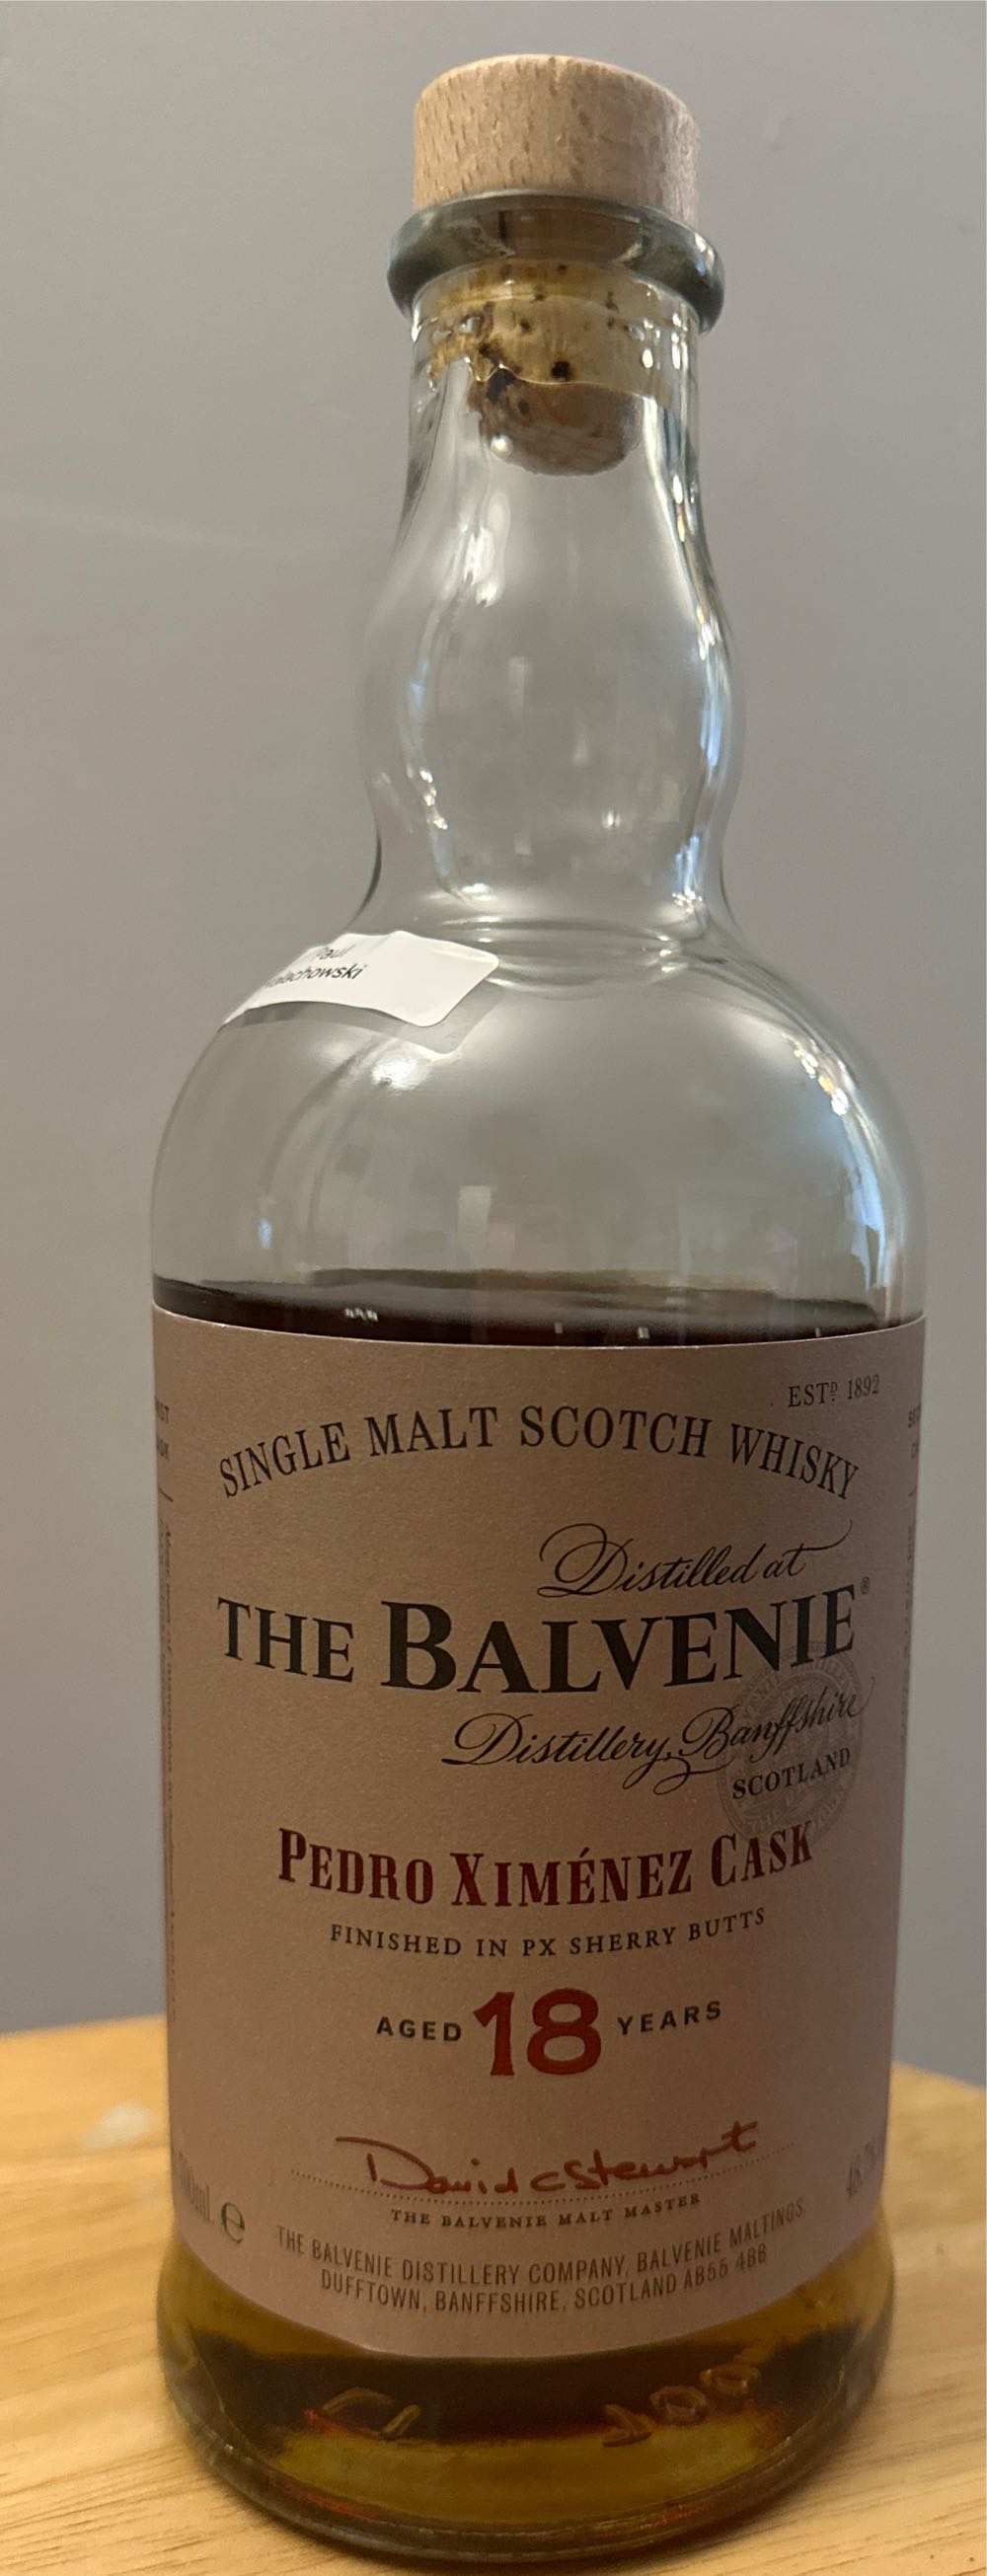 Paul
ESTD 1892
SINGLE MALT SCOTCH WHISKY
Distilled at
THE BALVENIE®
Distillery, Banffshire
SCOTLAND
PEDRO XIMÉNEZ CASK
FINISHED IN PX SHERRY BUTTS
AGED 18 YEARS
David C Stewart
THE BALVENIE MALT MASTER
THE BALVENIE DISTILLERY COMPANY, BALVENIE MALTINGS,
DUFFTOWN, BANFFSHIRE, SCOTLAND AB55 4BB